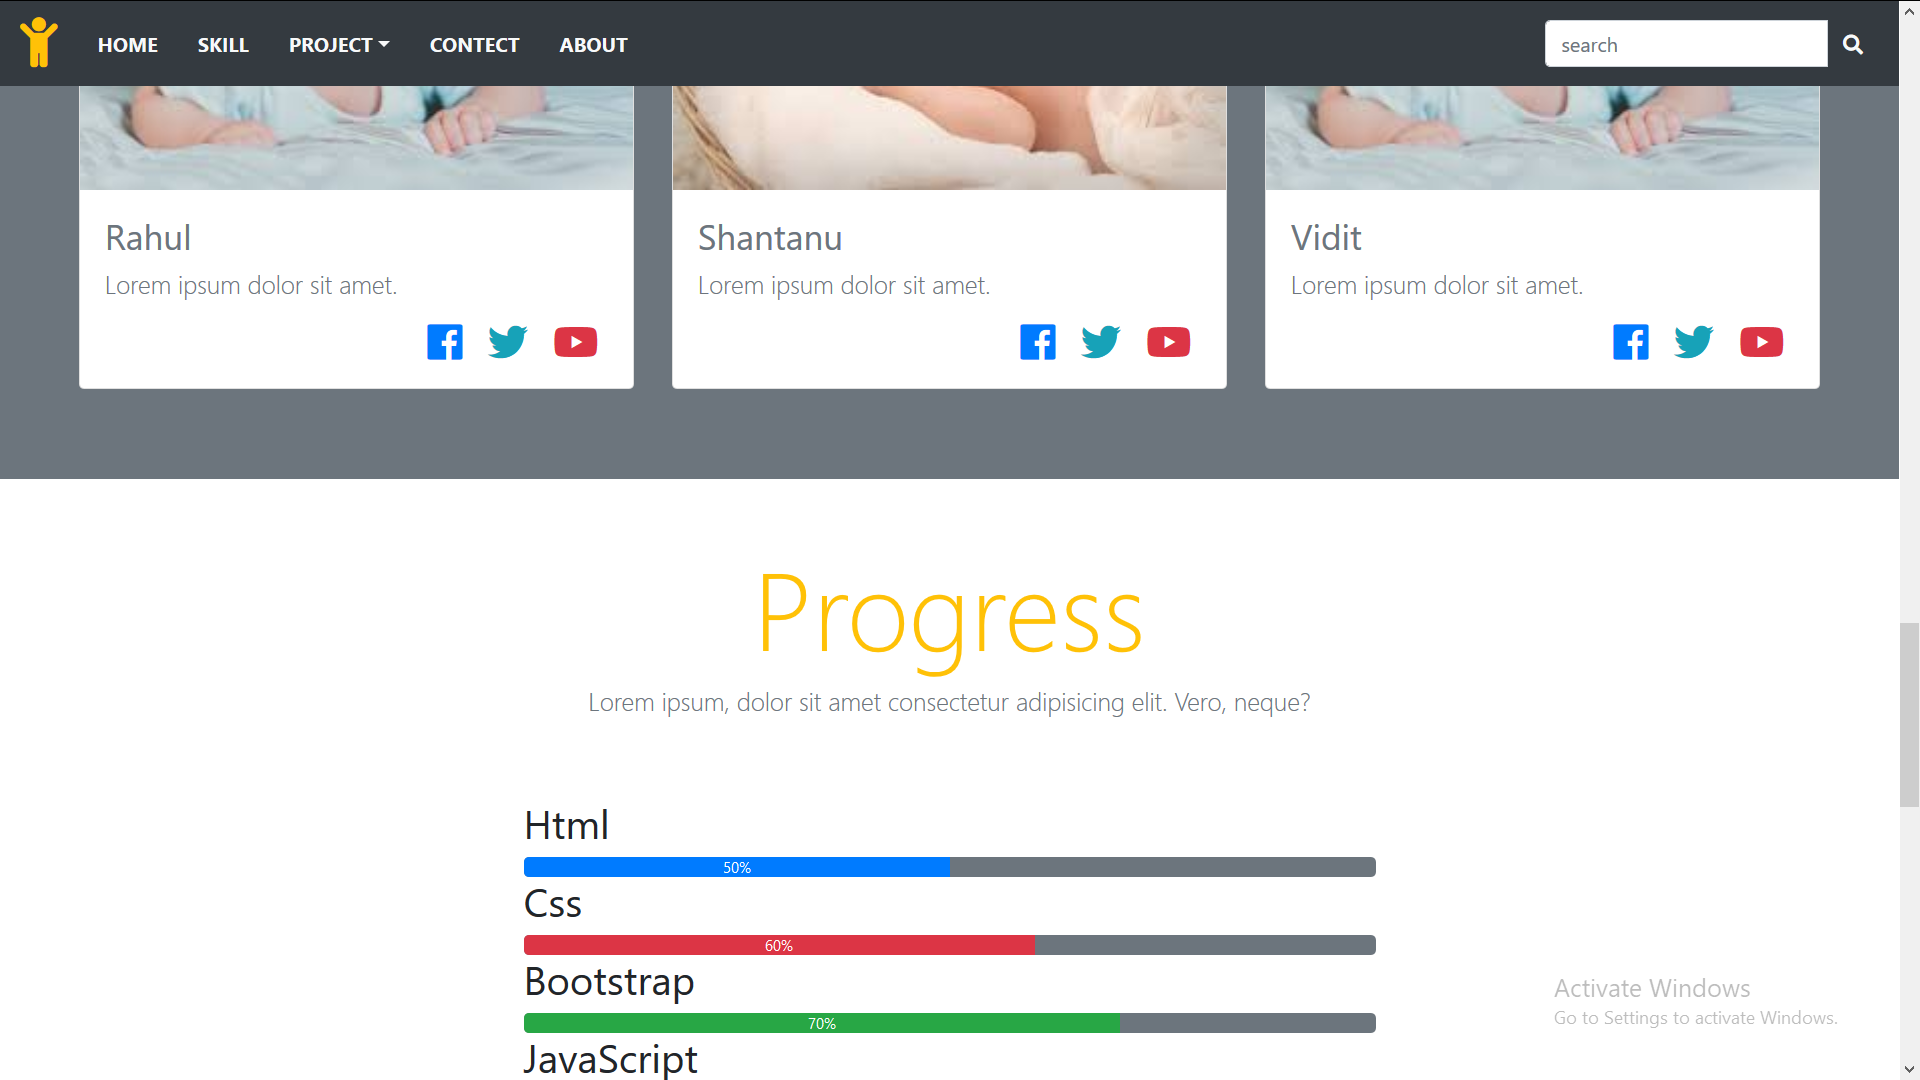 HOME SKILL PROJECT CONTECT ABOUT search
Rahul
Lorem ipsum dolor sit amet.
Shantanu
Lorem ipsum dolor sit amet.
Vidit
Lorem ipsum dolor sit amet.
Progress
Lorem ipsum, dolor sit amet consectetur adipisicing elit. Vero, neque?
Html
50%
Css
60%
Bootstrap
70%
JavaScript
Activate Windows
Go to Settings to activate Windows.